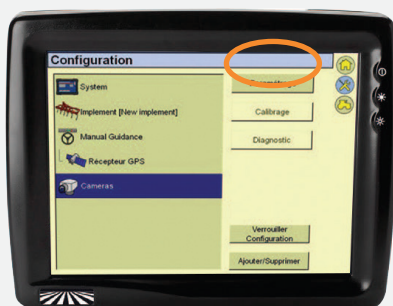 Configuration
System
Implement [New implement]
Calibrage
Manual Guidance
Diagnostic
Récepteur GPS
Cameras
Verrouiller
Configuration
Ajouter/Supprimer